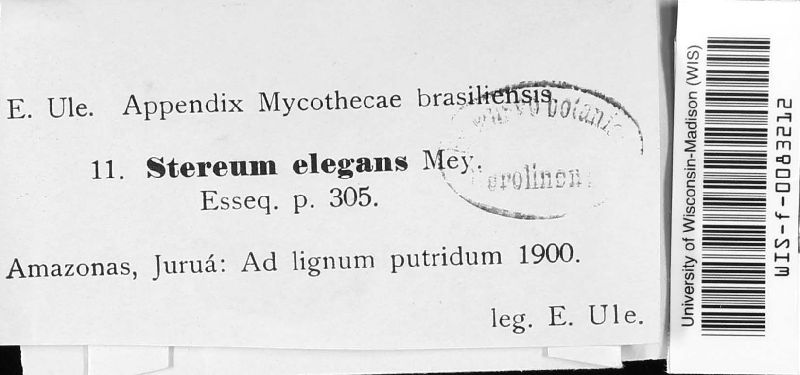 E. Ule. Appendix Mycothecae brasiliensis.
11. Stereum elegans Mey.
Esseq. p. 305.
Amazonas, Juruá: Ad lignum putridum 1900.
leg. E. Ule.
University of Wisconsin-Madison (WIS)
WIS-f-0083212